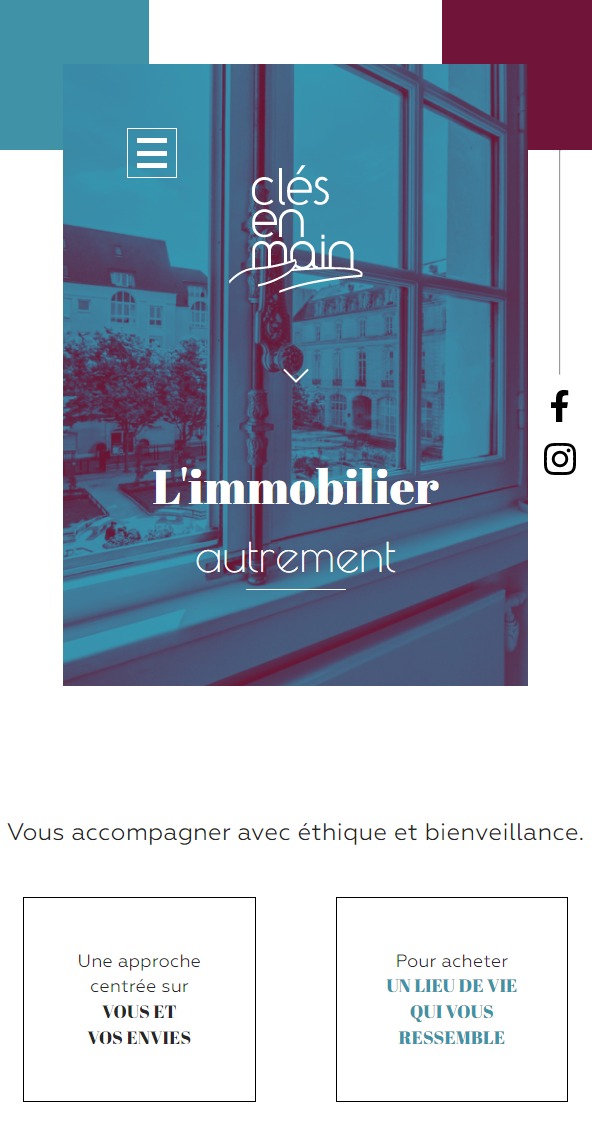 clés
en
main
L'immobilier
autrement
Vous accompagner avec éthique et bienveillance.
Une approche
centrée sur
VOUS ET
VOS ENVIES
Pour acheter
UN LIEU DE VIE
QUI VOUS
RESSEMBLE